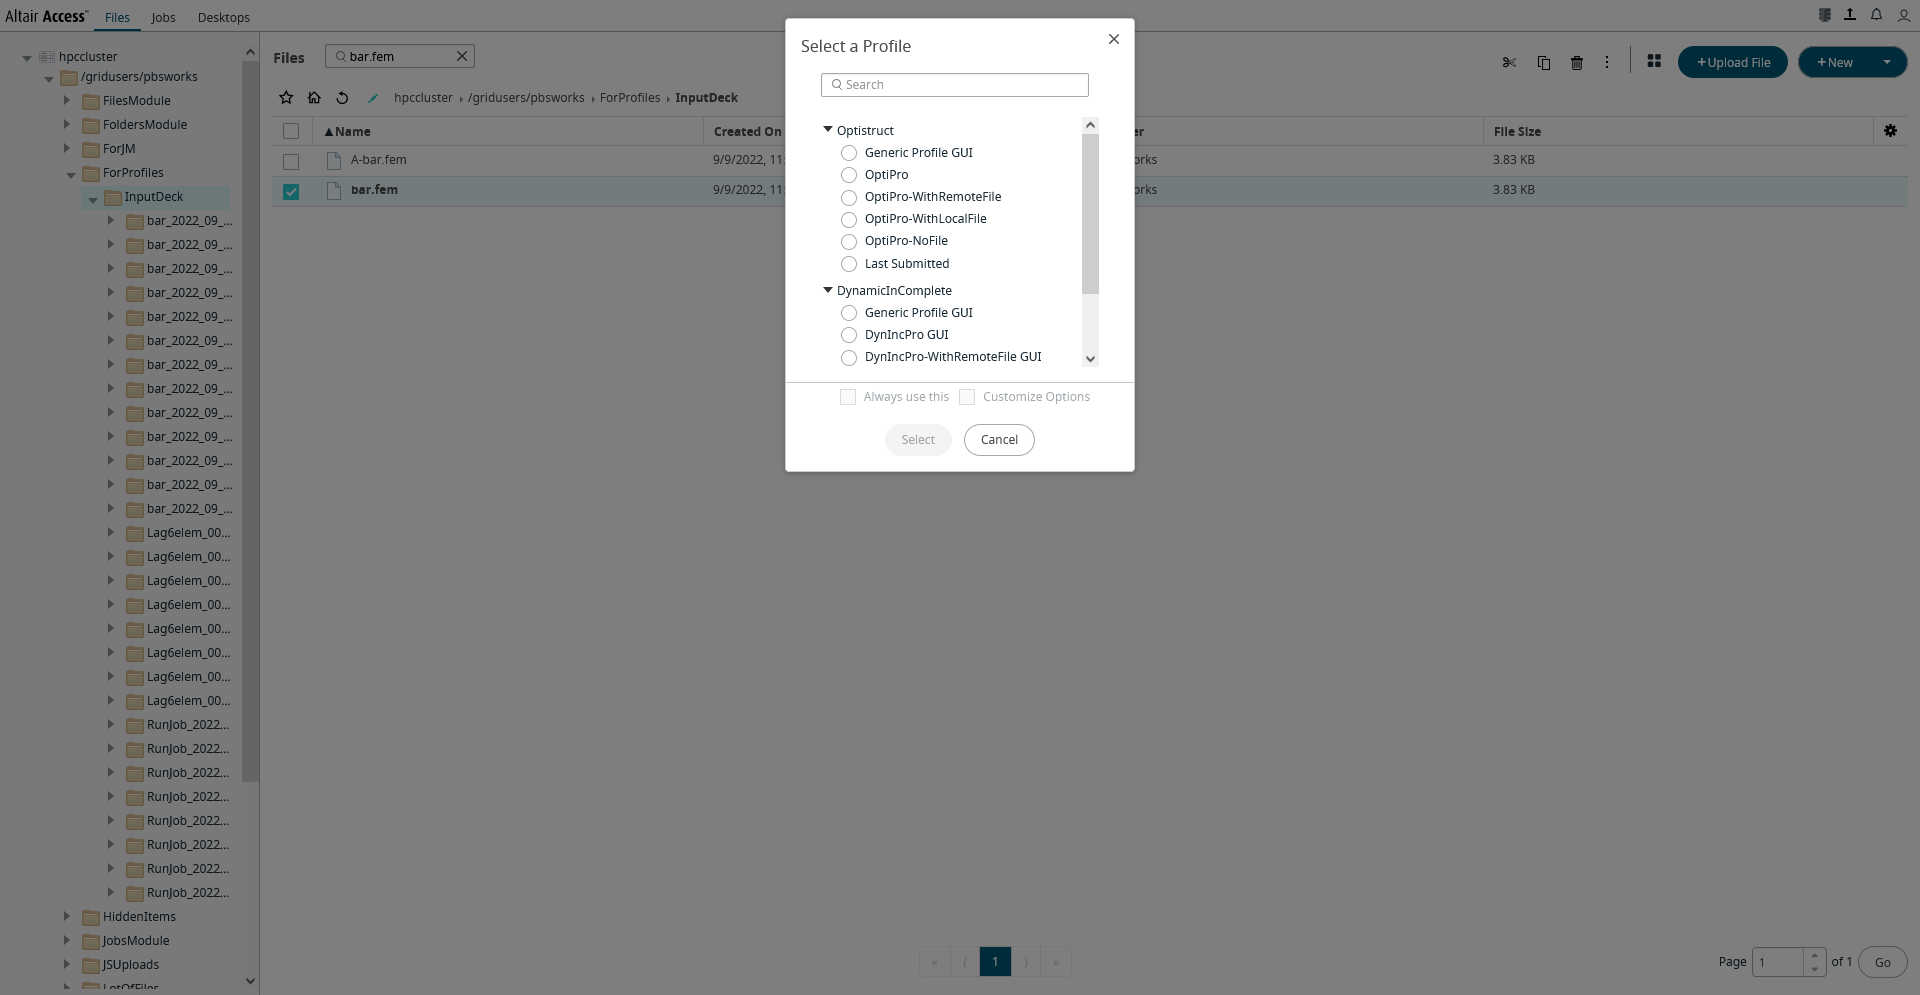 Altair Access™ Files Jobs Desktops
hpccluster
/gridusers/pbsworks
FilesModule
FoldersModule
ForJM
ForProfiles
InputDeck
bar_2022_09_...
bar_2022_09_...
bar_2022_09_...
bar_2022_09_...
bar_2022_09_...
bar_2022_09_...
bar_2022_09_...
bar_2022_09_...
bar_2022_09_...
bar_2022_09_...
bar_2022_09_...
bar_2022_09_...
bar_2022_09_...
Lag6elem_00...
Lag6elem_00...
Lag6elem_00...
Lag6elem_00...
Lag6elem_00...
Lag6elem_00...
Lag6elem_00...
Lag6elem_00...
RunJob_2022...
RunJob_2022...
RunJob_2022...
RunJob_2022...
RunJob_2022...
RunJob_2022...
RunJob_2022...
RunJob_2022...
HiddenItems
JobsModule
JSUploads
LotOfFiles
Files bar.fem
+Upload File +New
hpccluster › /gridusers/pbsworks › ForProfiles › InputDeck
▲Name Created On er File Size
A-bar.fem 9/9/2022, 11: orks 3.83 KB
bar.fem 9/9/2022, 11: orks 3.83 KB
Select a Profile
Search
Optistruct
Generic Profile GUI
OptiPro
OptiPro-WithRemoteFile
OptiPro-WithLocalFile
OptiPro-NoFile
Last Submitted
DynamicInComplete
Generic Profile GUI
DynIncPro GUI
DynIncPro-WithRemoteFile GUI
Always use this Customize Options
Select Cancel
« ⟨ 1 ⟩ » Page 1 of 1 Go